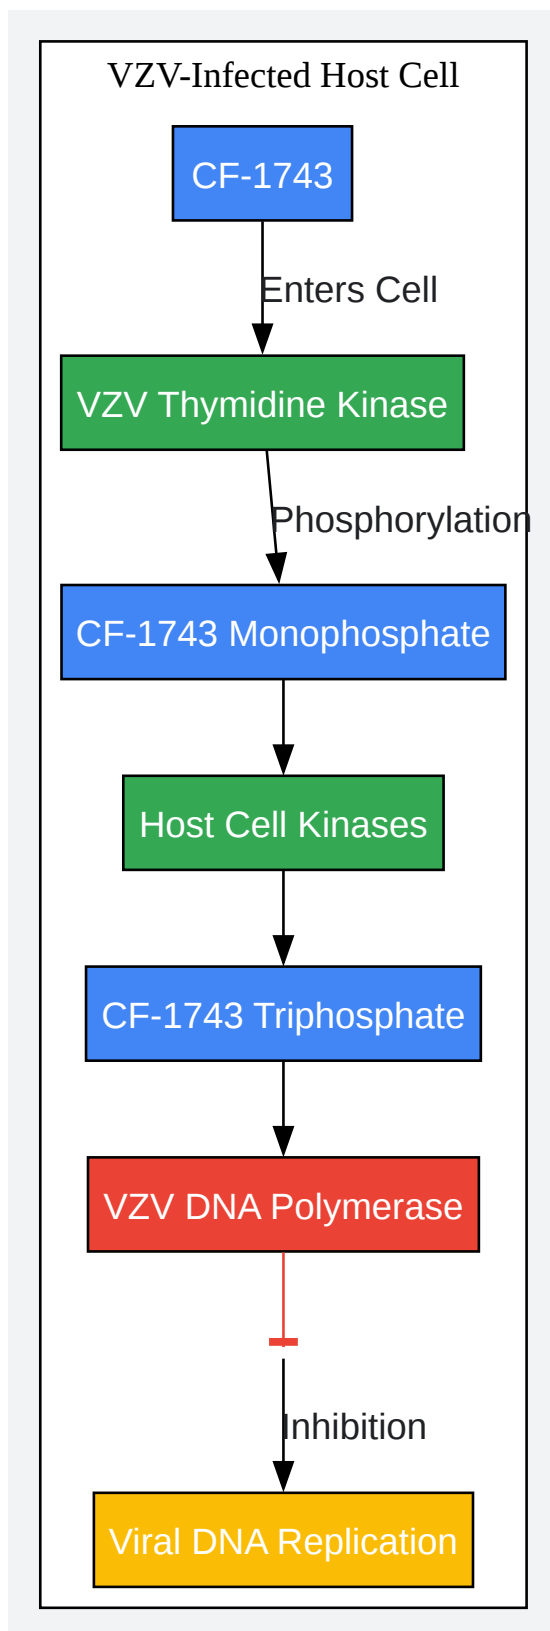 VZV-Infected Host Cell
CF-1743
Enters Cell
VZV Thymidine Kinase
Phosphorylation
CF-1743 Monophosphate
Host Cell Kinases
CF-1743 Triphosphate
VZV DNA Polymerase
Inhibition
Viral DNA Replication